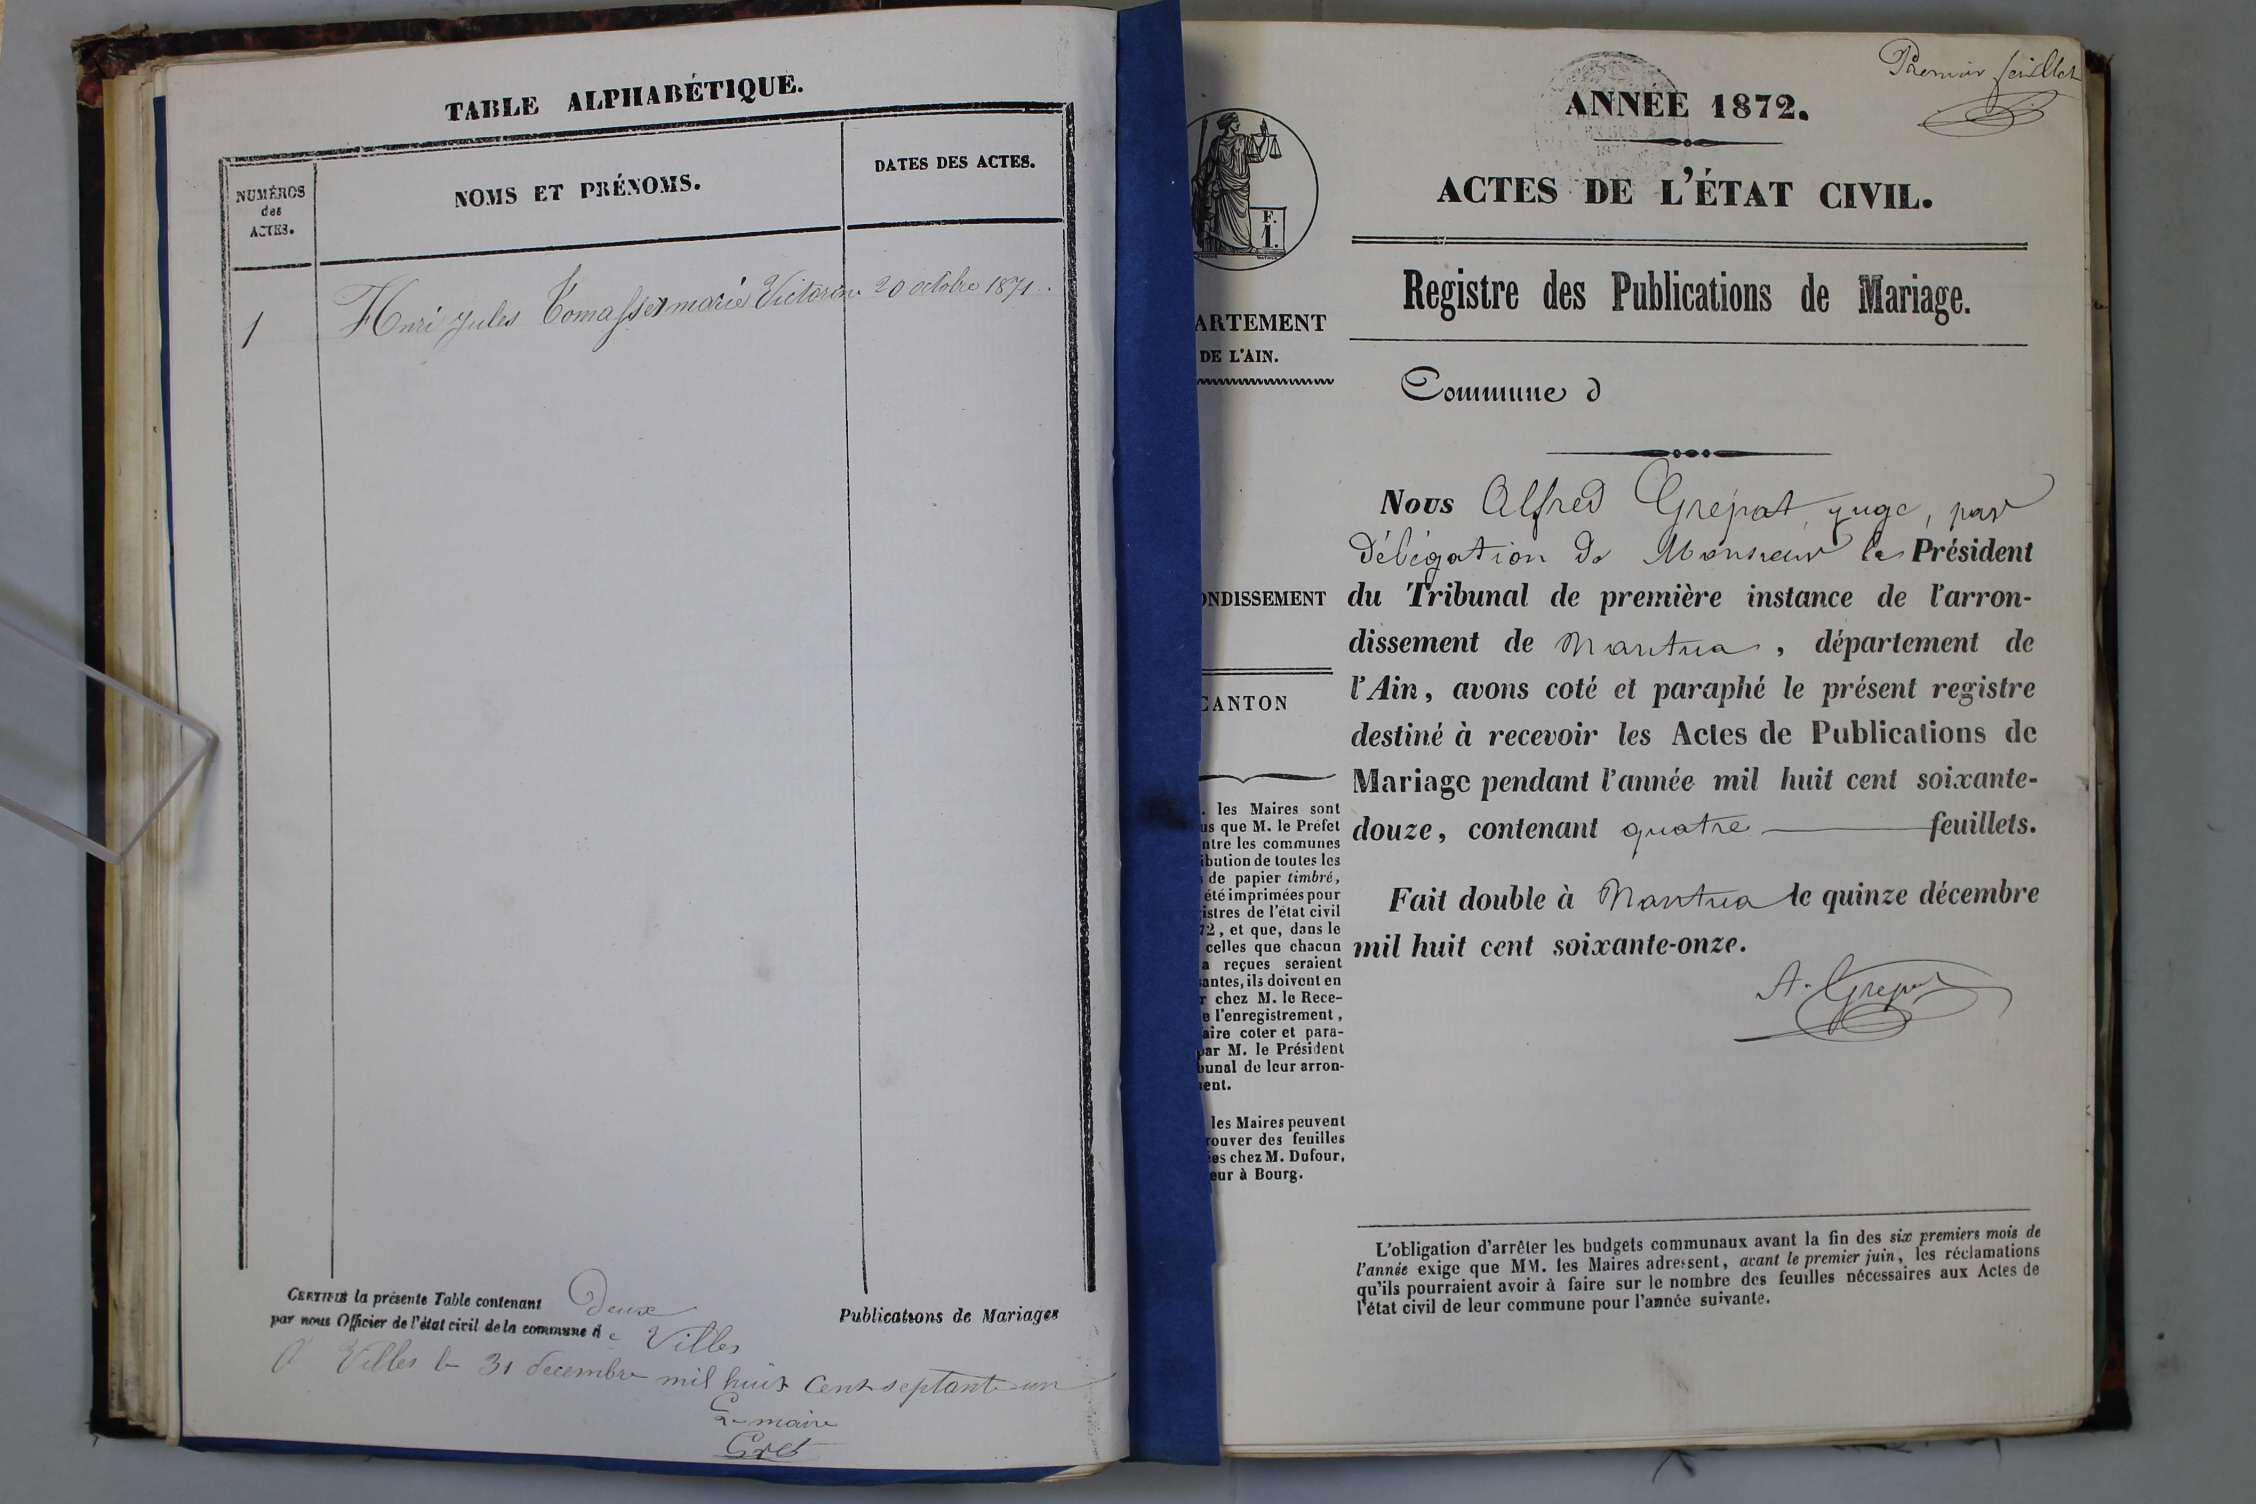 TABLE ALPHABÉTIQUE.
NUMÉROS
des
ACTES.
NOMS ET PRÉNOMS.
DATES DES ACTES.
1 Henri jules Tomasset marie Victorine 20 octobre 1871.
CERTIFIÉ la présente Table contenant Deux Publications de Mariages
par nous Officier de l'état civil de la commune de Villes
A Villes le 31 decembre mil huit cent septante un
Le maire
Premier feuillet
ANNÉE 1872.
ACTES DE L'ÉTAT CIVIL.
Registre des Publications de Mariage.
Commune d
Nous Alfred Grépat, juge, par
Délégation de Monsieur le Président
du Tribunal de première instance de l'arron-
dissement de Nantua, département de
l'Ain, avons coté et paraphé le présent registre
destiné à recevoir les Actes de Publications de
Mariage pendant l'année mil huit cent soixante-
douze, contenant quatre feuillets.
Fait double à Nantua le quinze décembre
mil huit cent soixante-onze.
A. Grépat
F.
1.
ARTEMENT
DE L'AIN.
ONDISSEMENT
CANTON
. les Maires sont
us que M. le Préfet
ntre les communes
ibution de toutes les
s de papier timbré,
été imprimées pour
istres de l'état civil
72, et que, dans le
celles que chacun
a reçues seraient
santes, ils doivent en
r chez M. le Rece-
e l'enregistrement,
aire coter et para-
par M. le Président
bunal de leur arron-
ent.
les Maires peuvent
rouver des feuilles
ées chez M. Dufour,
eur à Bourg.
L'obligation d'arrêter les budgets communaux avant la fin des six premiers mois de
l'année exige que MM. les Maires adressent, avant le premier juin, les réclamations
qu'ils pourraient avoir à faire sur le nombre des feuilles nécessaires aux Actes de
l'état civil de leur commune pour l'année suivante.